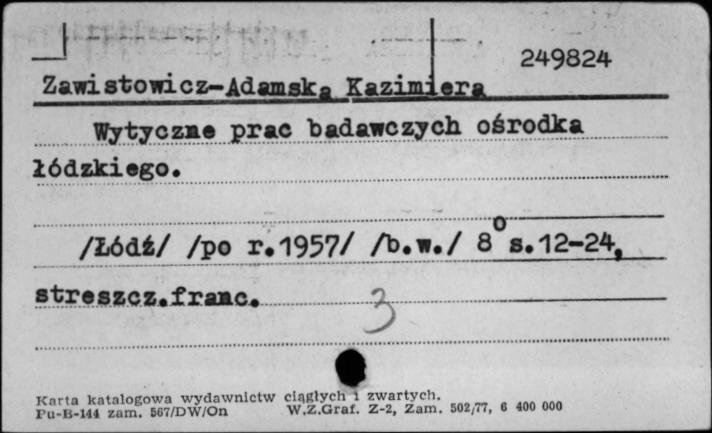 249824
Zawistowicz-Adamska Kazimiera
Wytyczne prac badawczych ośrodka
łódzkiego.
/Łódź/ /po r.1957/ /b.w./ 8° s.12-24,
streszcz.franc.
3
Karta katalogowa wydawnictw ciągłych i zwartych.
Pu-B-144 zam. 567/DW/On W.Z.Graf. Z-2, Zam. 502/77, 6 400 000